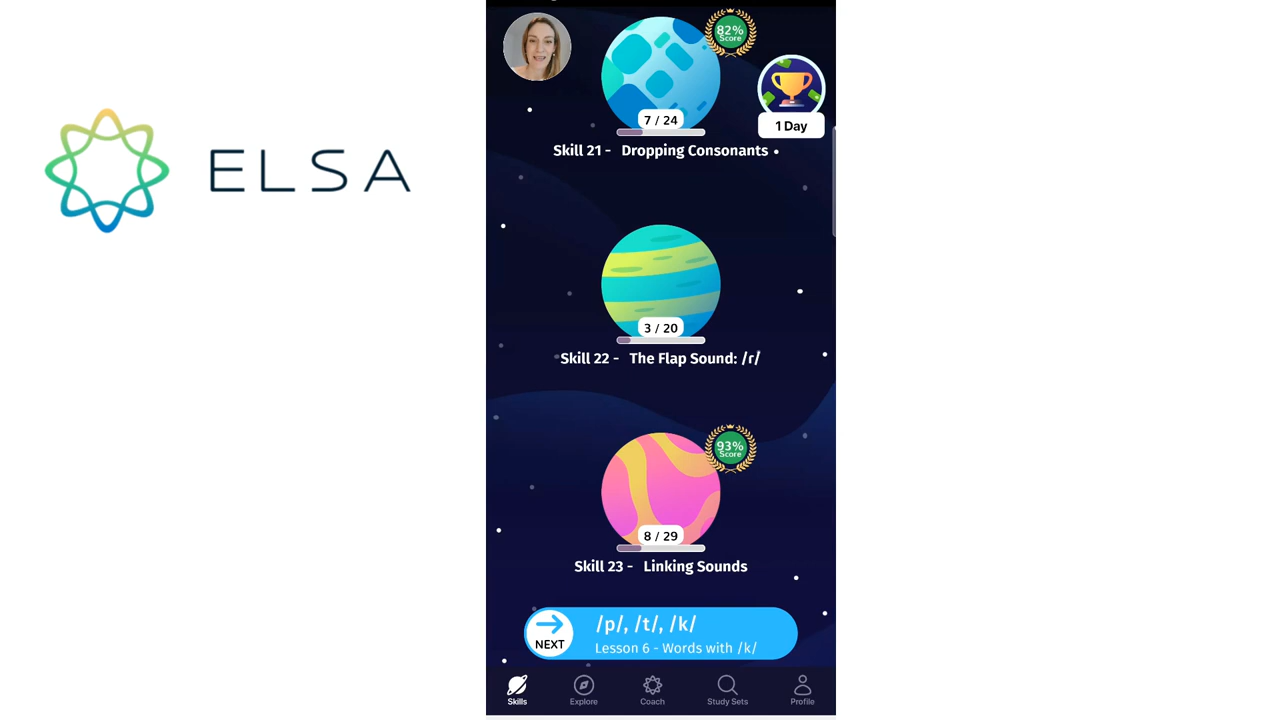 ELSA
82%
Score
1 Day
7 / 24
Skill 21 - Dropping Consonants
3 / 20
Skill 22 - The Flap Sound: /ɾ/
93%
Score
8 / 29
Skill 23 - Linking Sounds
/p/, /t/, /k/
NEXT
Lesson 6 - Words with /k/
Skills
Explore
Coach
Study Sets
Profile